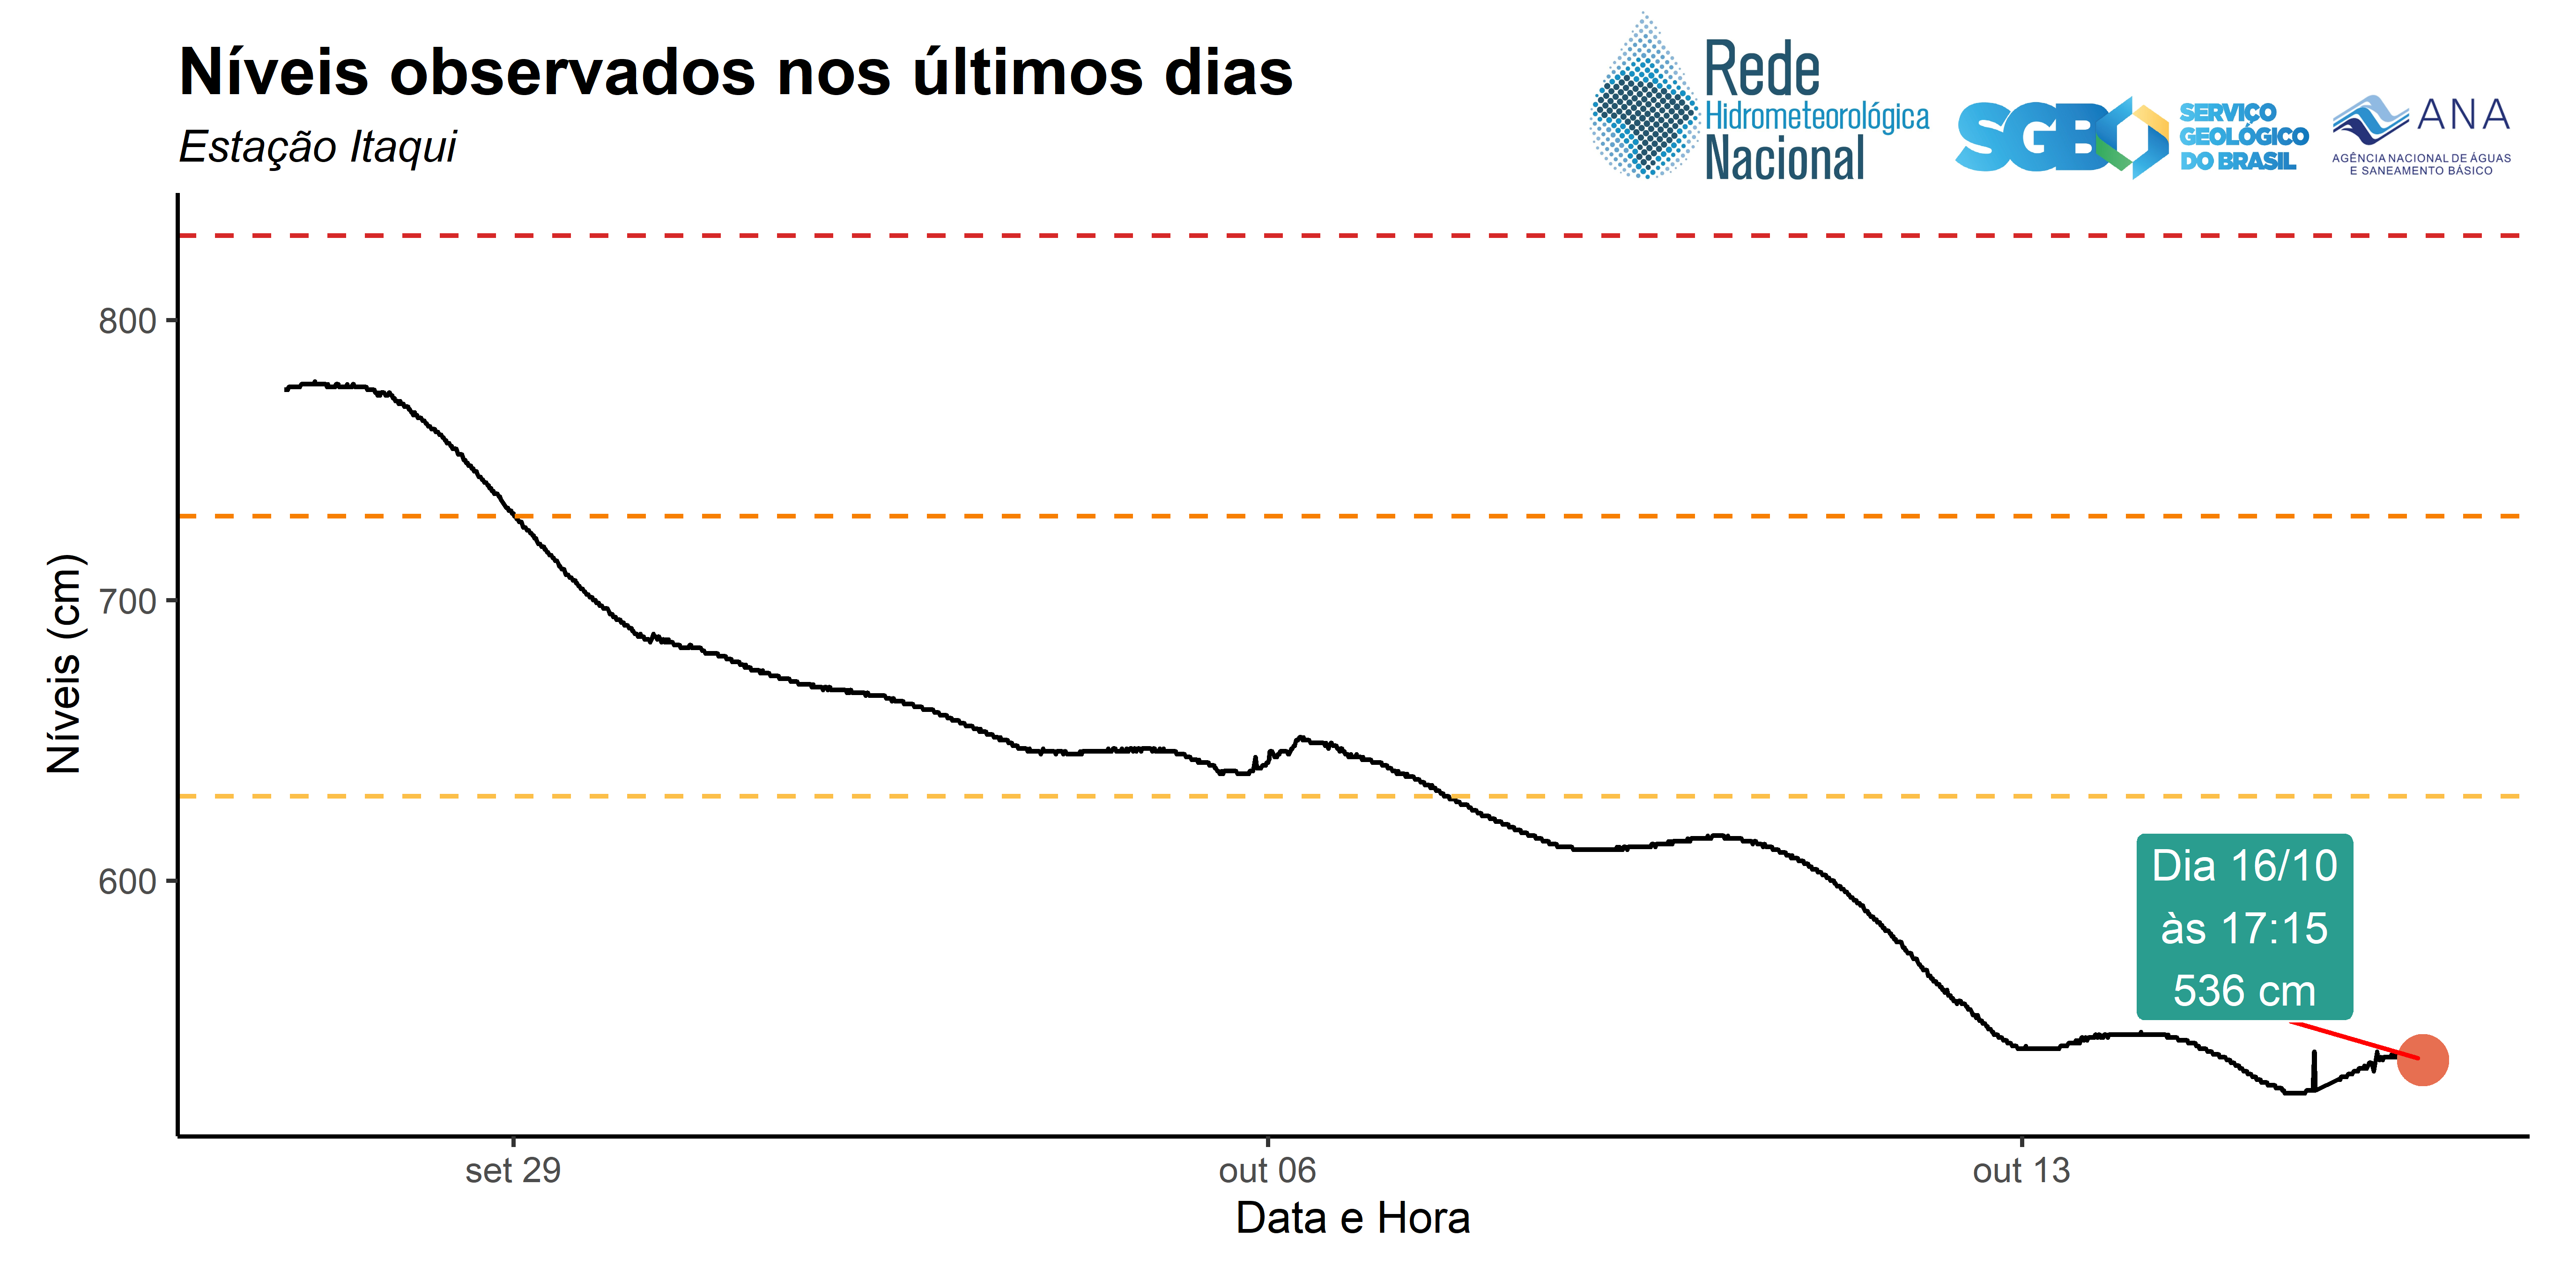 Níveis observados nos últimos dias
Estação Itaqui
Rede
Hidrometeorológica
Nacional
SGB
SERVIÇO
GEOLÓGICO
DO BRASIL
ANA
AGÊNCIA NACIONAL DE ÁGUAS
E SANEAMENTO BÁSICO
Níveis (cm)
800
700
600
Dia 16/10
às 17:15
536 cm
set 29
out 06
out 13
Data e Hora